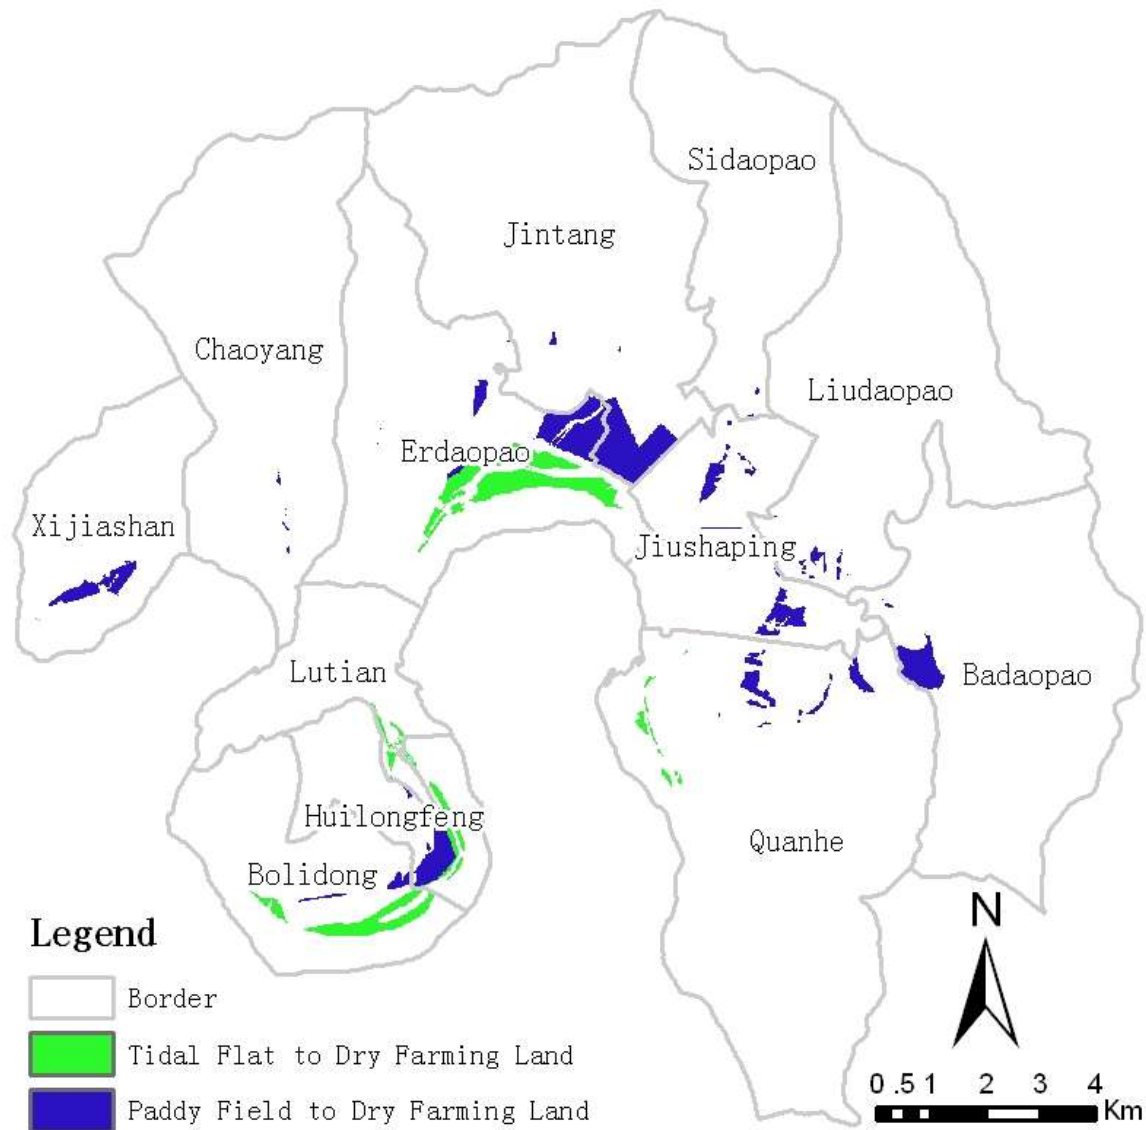 Sidaopao
Jintang
Chaoyang
Liudaopao
Erdaopao
Xijiashan
Jiushaping
Lutian
Badaopao
Huilongfeng
Quanhe
Bolidong
Legend
Border
Tidal Flat to Dry Farming Land
Paddy Field to Dry Farming Land
N
0 .5 1 2 3 4
Km